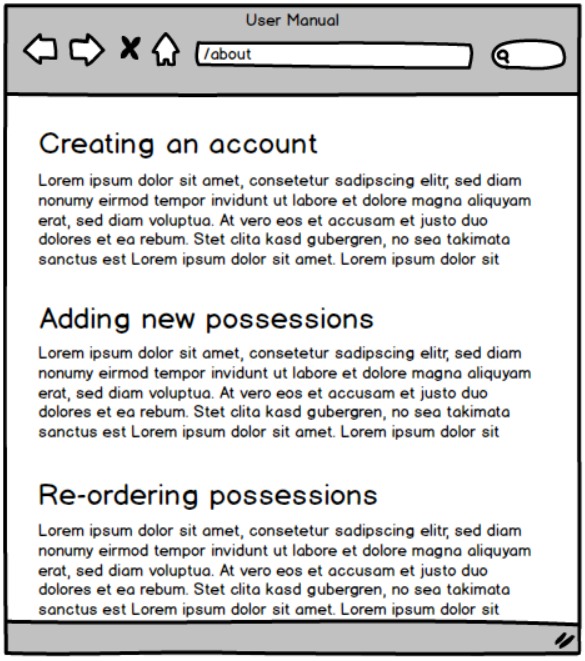 User Manual
/about
Creating an account
Lorem ipsum dolor sit amet, consetetur sadipscing elitr, sed diam
nonumy eirmod tempor invidunt ut labore et dolore magna aliquyam
erat, sed diam voluptua. At vero eos et accusam et justo duo
dolores et ea rebum. Stet clita kasd gubergren, no sea takimata
sanctus est Lorem ipsum dolor sit amet. Lorem ipsum dolor sit
Adding new possessions
Lorem ipsum dolor sit amet, consetetur sadipscing elitr, sed diam
nonumy eirmod tempor invidunt ut labore et dolore magna aliquyam
erat, sed diam voluptua. At vero eos et accusam et justo duo
dolores et ea rebum. Stet clita kasd gubergren, no sea takimata
sanctus est Lorem ipsum dolor sit amet. Lorem ipsum dolor sit
Re-ordering possessions
Lorem ipsum dolor sit amet, consetetur sadipscing elitr, sed diam
nonumy eirmod tempor invidunt ut labore et dolore magna aliquyam
erat, sed diam voluptua. At vero eos et accusam et justo duo
dolores et ea rebum. Stet clita kasd gubergren, no sea takimata
sanctus est Lorem ipsum dolor sit amet. Lorem ipsum dolor sit